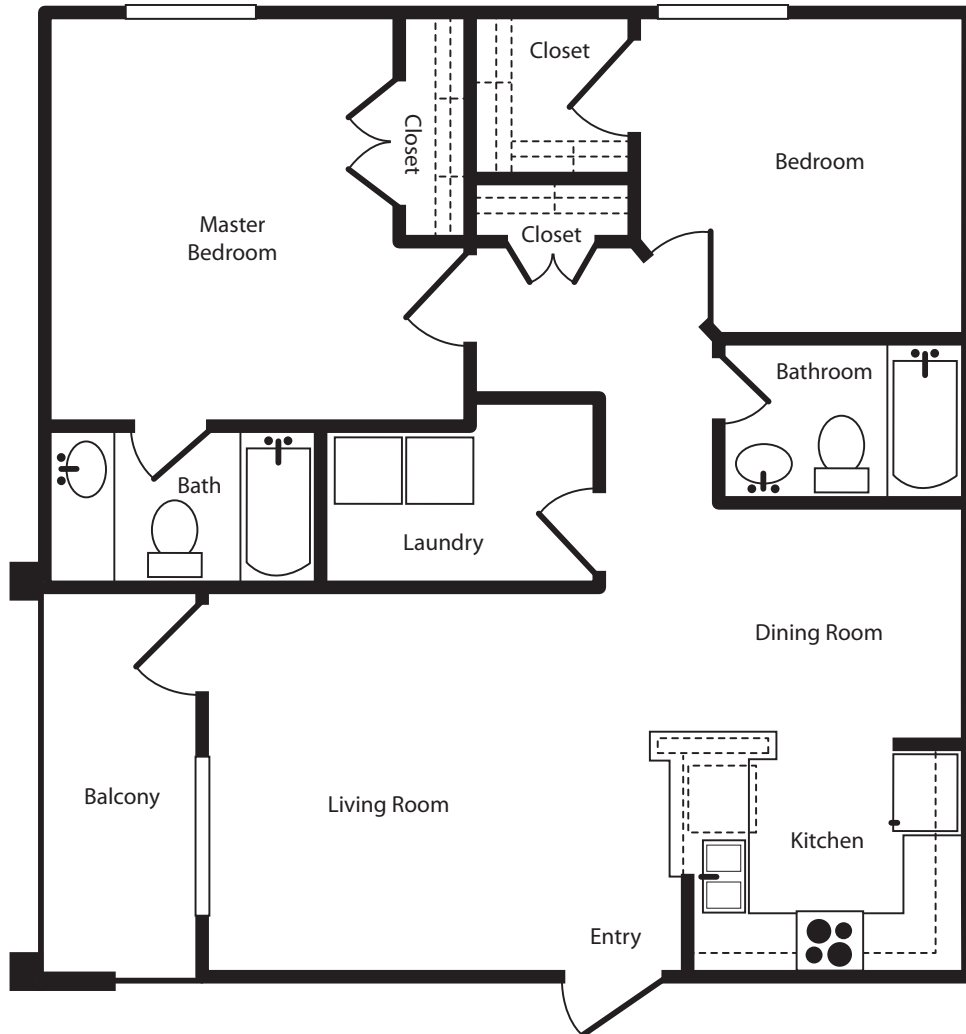 Closet
Closet
Bedroom
Master
Bedroom
Closet
Bathroom
Bath
Laundry
Dining Room
Balcony
Living Room
Kitchen
Entry